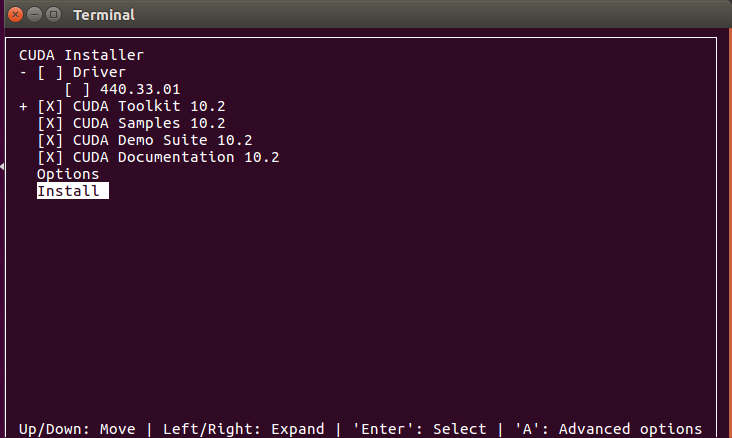 Terminal
CUDA Installer
- [ ] Driver
[ ] 440.33.01
+ [X] CUDA Toolkit 10.2
[X] CUDA Samples 10.2
[X] CUDA Demo Suite 10.2
[X] CUDA Documentation 10.2
Options
Install
Up/Down: Move | Left/Right: Expand | 'Enter': Select | 'A': Advanced options